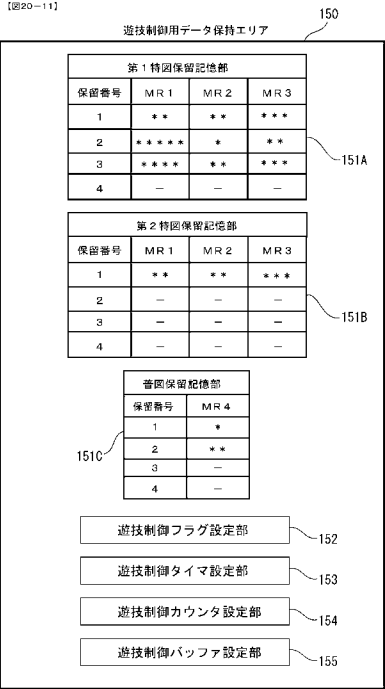 【図20-11】
150
遊技制御用データ保持エリア
第1特図保留記憶部
保留番号 MR1 MR2 MR3
1 ** ** ***
2 ***** * **
3 **** ** ***
4 － － －
151A
第2特図保留記憶部
保留番号 MR1 MR2 MR3
1 ** ** ***
2 － － －
3 － － －
4 － － －
151B
普図保留記憶部
保留番号 MR4
1 *
2 **
3 －
4 －
151C
遊技制御フラグ設定部 152
遊技制御タイマ設定部 153
遊技制御カウンタ設定部 154
遊技制御バッファ設定部 155